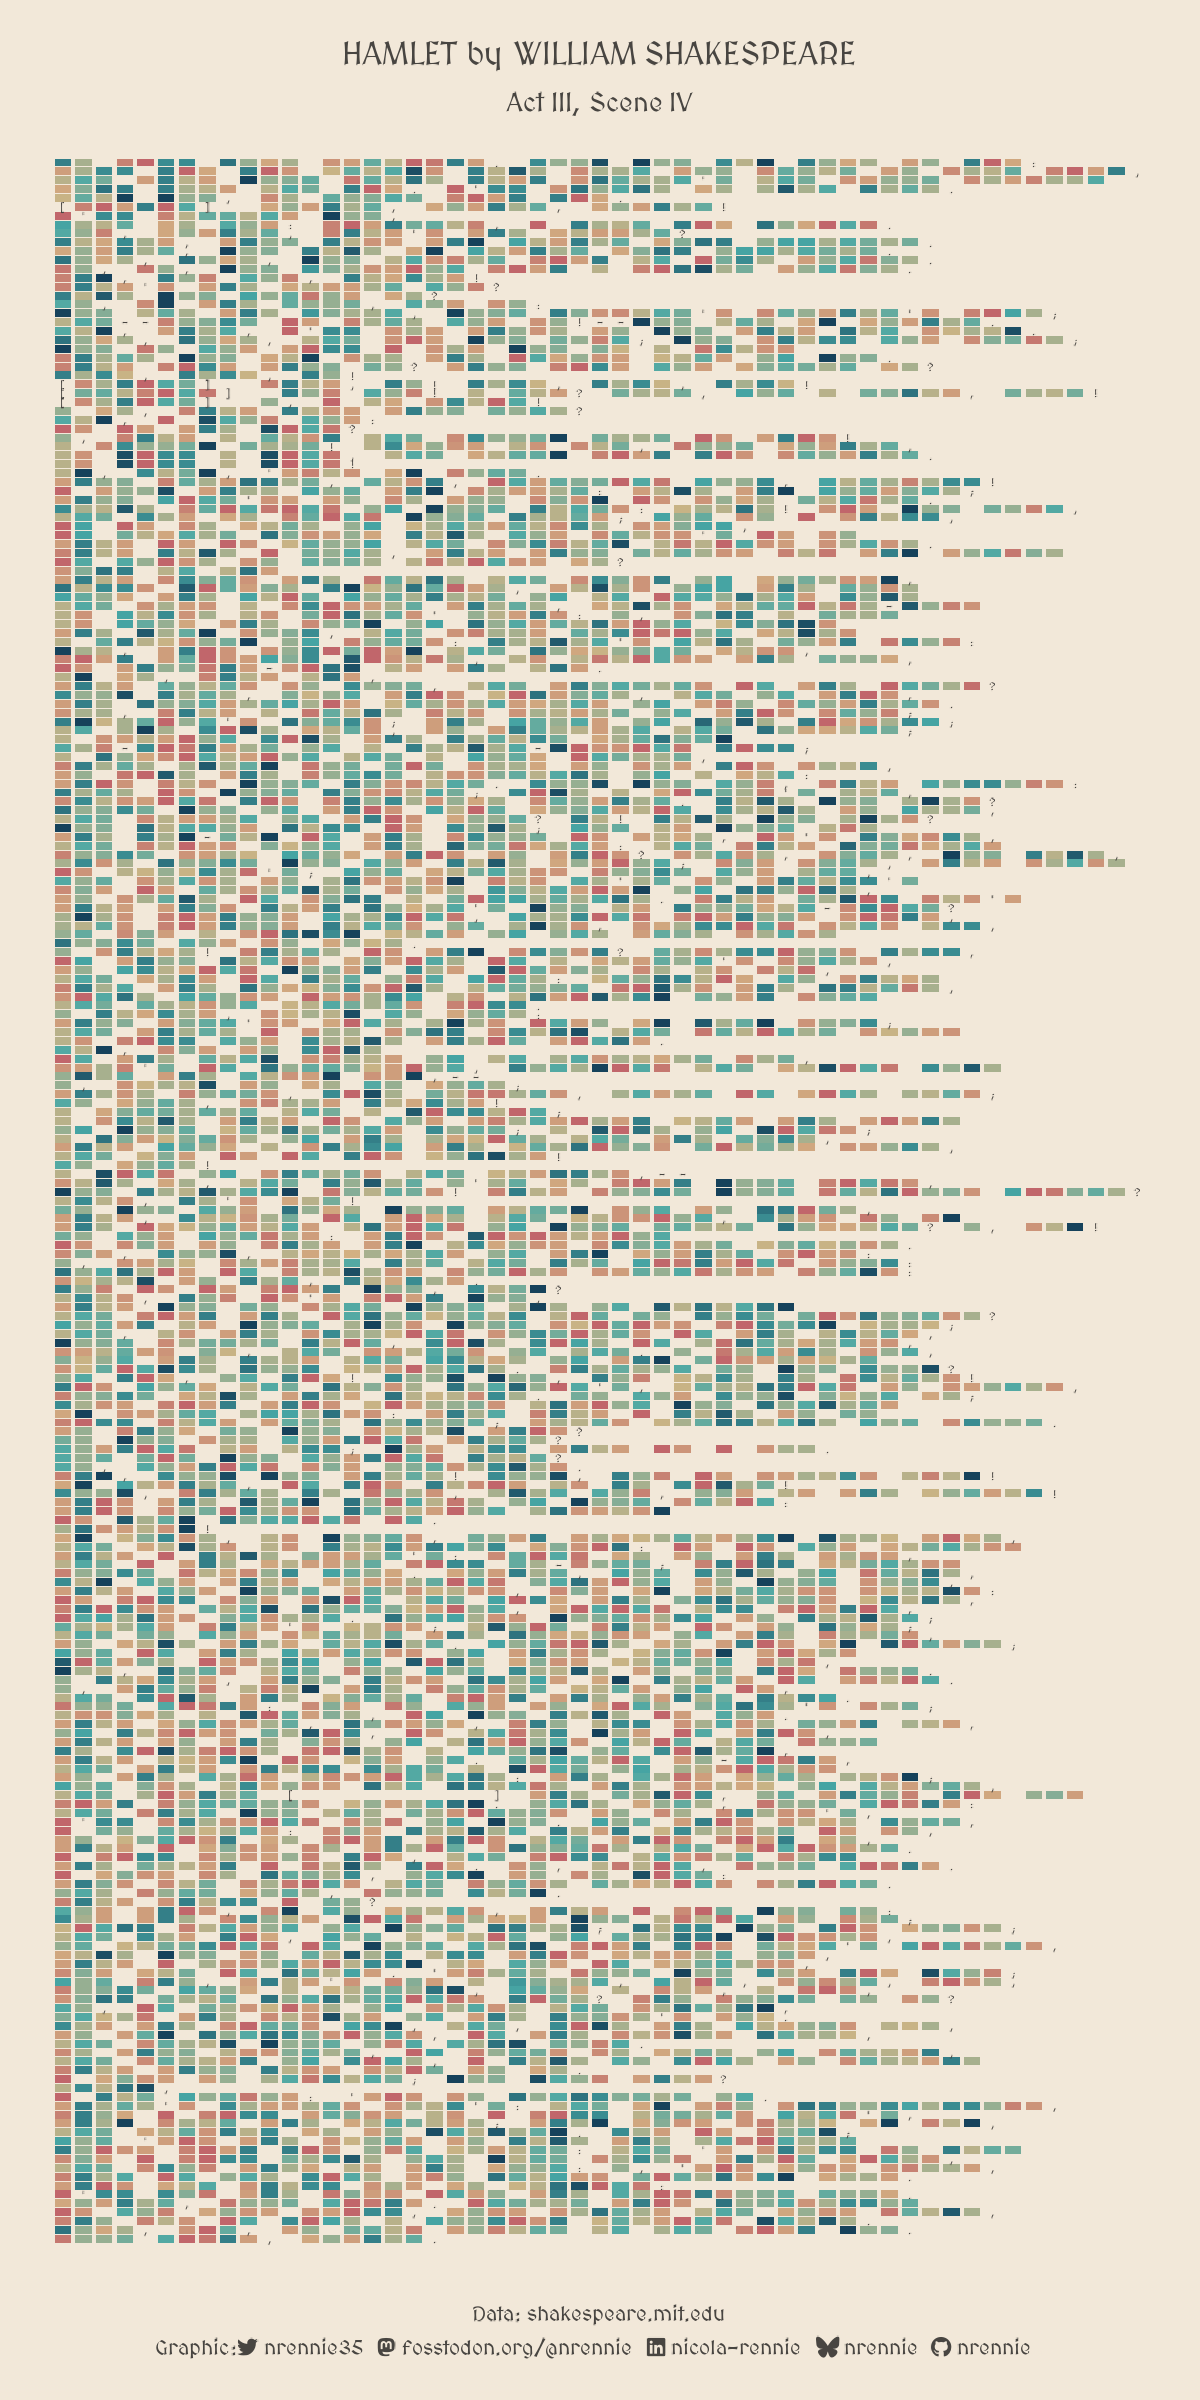 HAMLET by WILLIAM SHAKESPEARE
Act III, Scene IV
Data: shakespeare.mit.edu
Graphic: nrennie35 fosstodon.org/@nrennie nicola-rennie nrennie nrennie